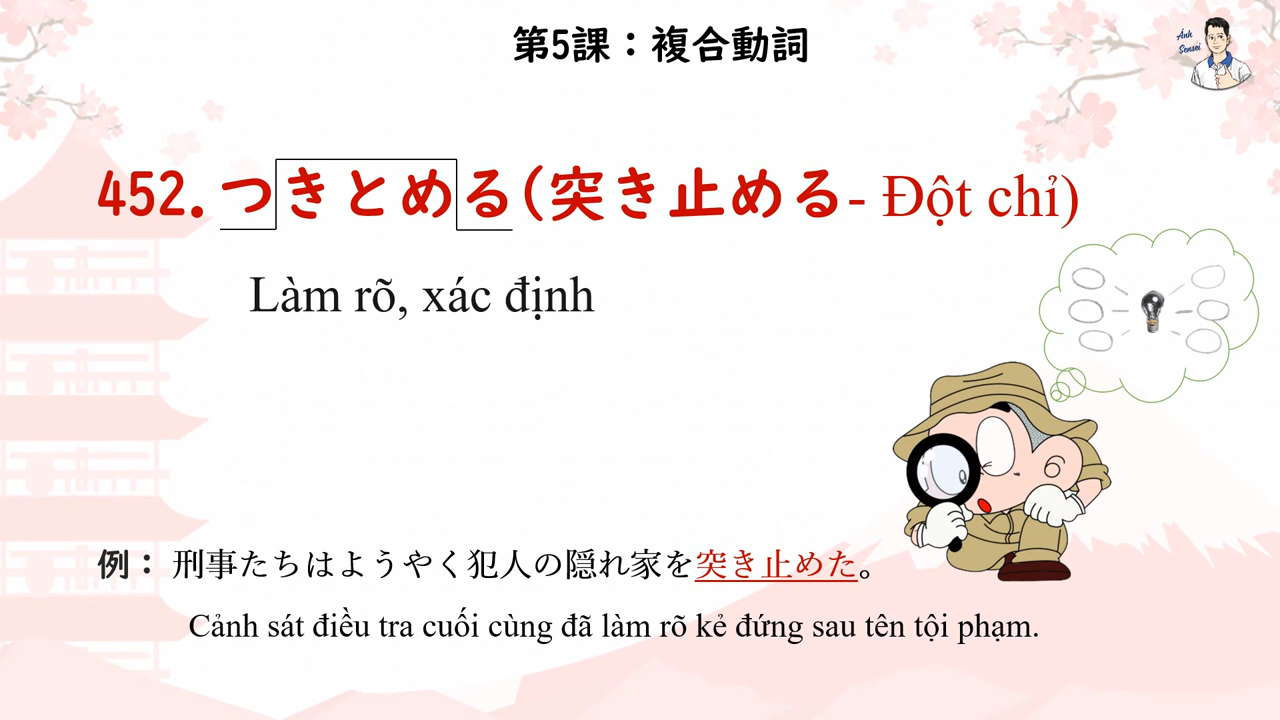 第5課：複合動詞
Ánh
Sensei
452. つきとめる(突き止める- Đột chỉ)
Làm rõ, xác định
例： 刑事たちはようやく犯人の隠れ家を突き止めた。
Cảnh sát điều tra cuối cùng đã làm rõ kẻ đứng sau tên tội phạm.